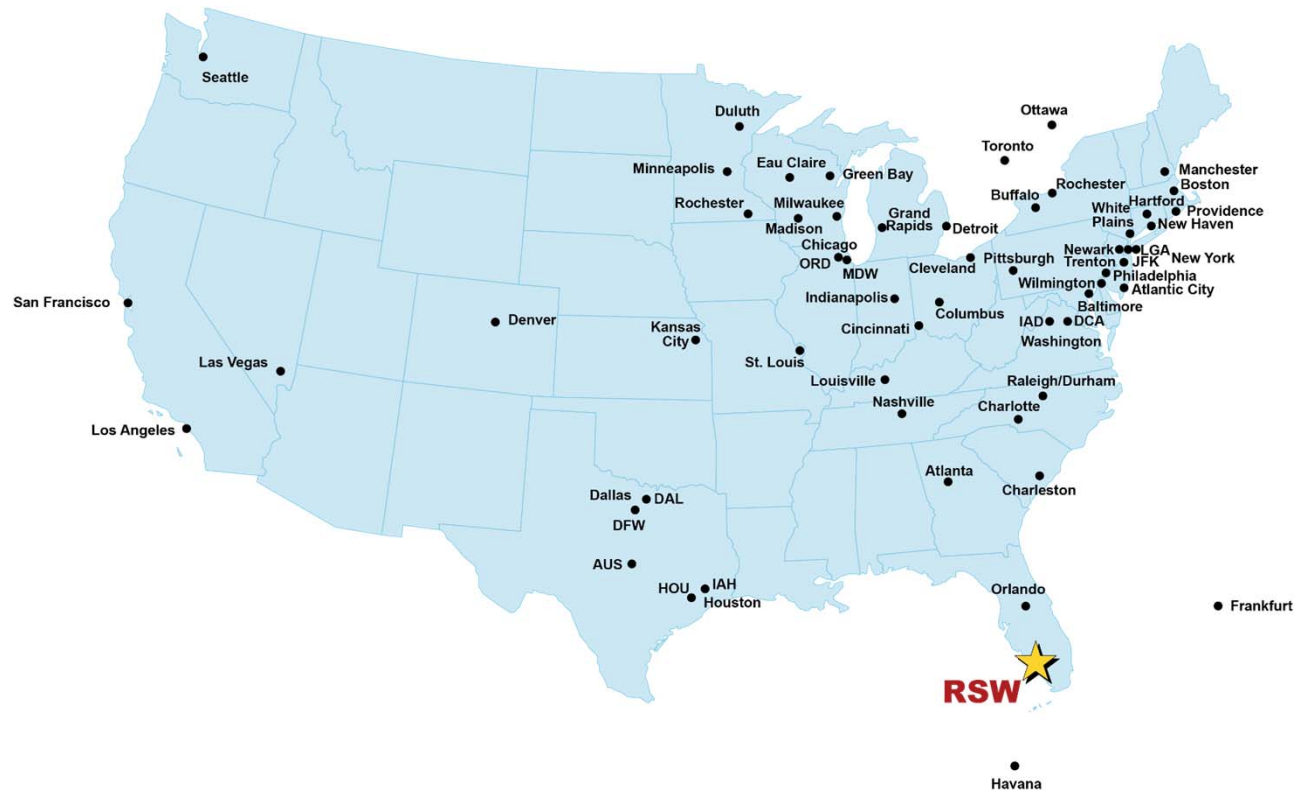 Seattle
Duluth
Ottawa
Toronto
Minneapolis
Eau Claire
Green Bay
Manchester
Boston
Rochester
Buffalo
Rochester
Milwaukee
Madison
Grand
Rapids
Detroit
White
Plains
Hartford
Providence
New Haven
Chicago
ORD
MDW
Cleveland
Pittsburgh
Newark
LGA
JFK
New York
Trenton
Philadelphia
Wilmington
Atlantic City
Baltimore
San Francisco
Denver
Indianapolis
Columbus
Cincinnati
IAD
DCA
Washington
Kansas
City
St. Louis
Las Vegas
Louisville
Raleigh/Durham
Nashville
Charlotte
Los Angeles
Atlanta
Charleston
Dallas
DAL
DFW
AUS
HOU
IAH
Houston
Orlando
Frankfurt
RSW
Havana